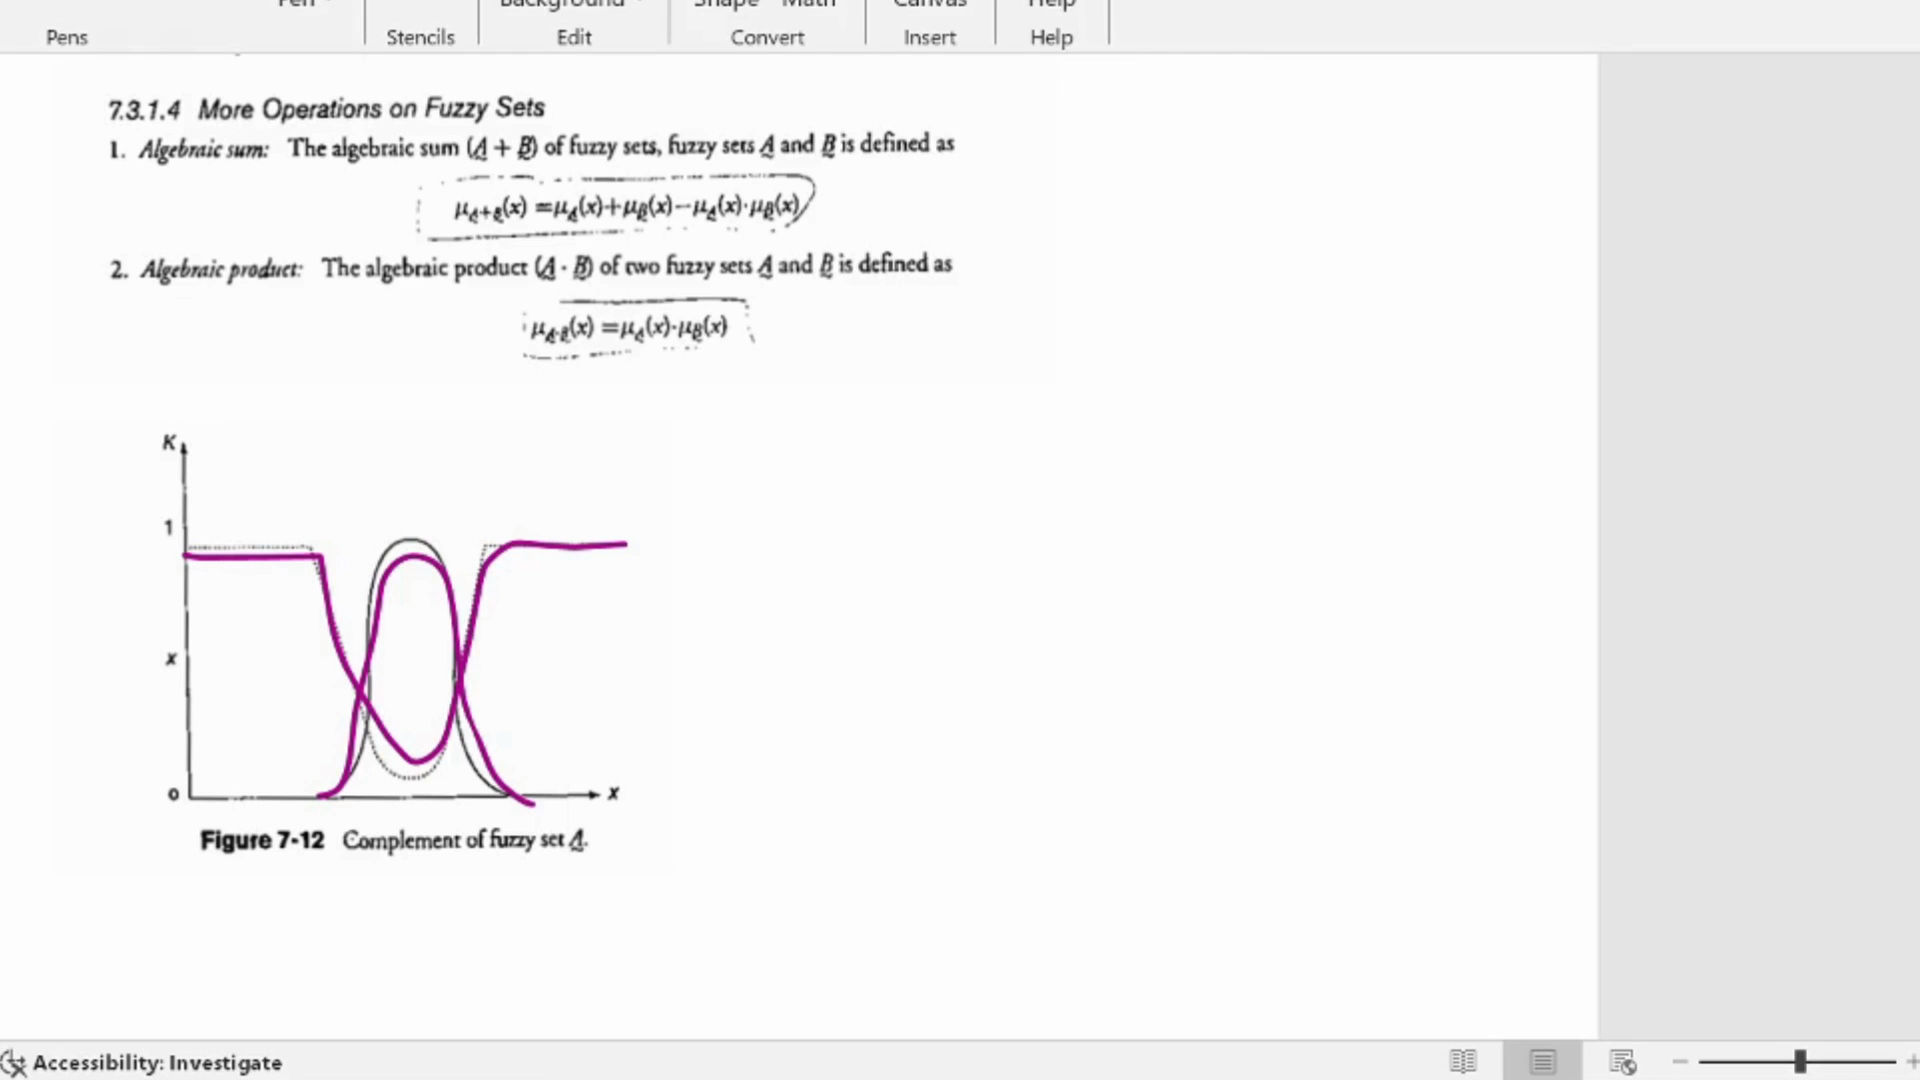 Pens
Stencils
Edit
Convert
Insert
Help
7.3.1.4 More Operations on Fuzzy Sets
1. Algebraic sum: The algebraic sum (A + B) of fuzzy sets, fuzzy sets A and B is defined as
μA+B(x) =μA(x)+μB(x)−μA(x)·μB(x)
2. Algebraic product: The algebraic product (A · B) of two fuzzy sets A and B is defined as
μA·B(x) =μA(x)·μB(x)
K
1
x
0
x
Figure 7-12 Complement of fuzzy set A.
Accessibility: Investigate